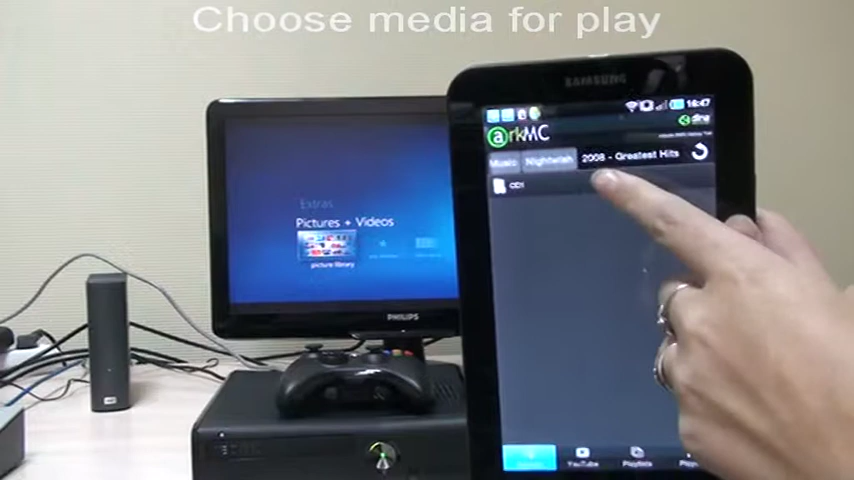 Choose media for play
SAMSUNG
16:47
arkMC
dlna
Music
Nightwish
2008 - Greatest Hits
CD1
Extras
Pictures + Videos
picture library
PHILIPS
YouTube
Playlists